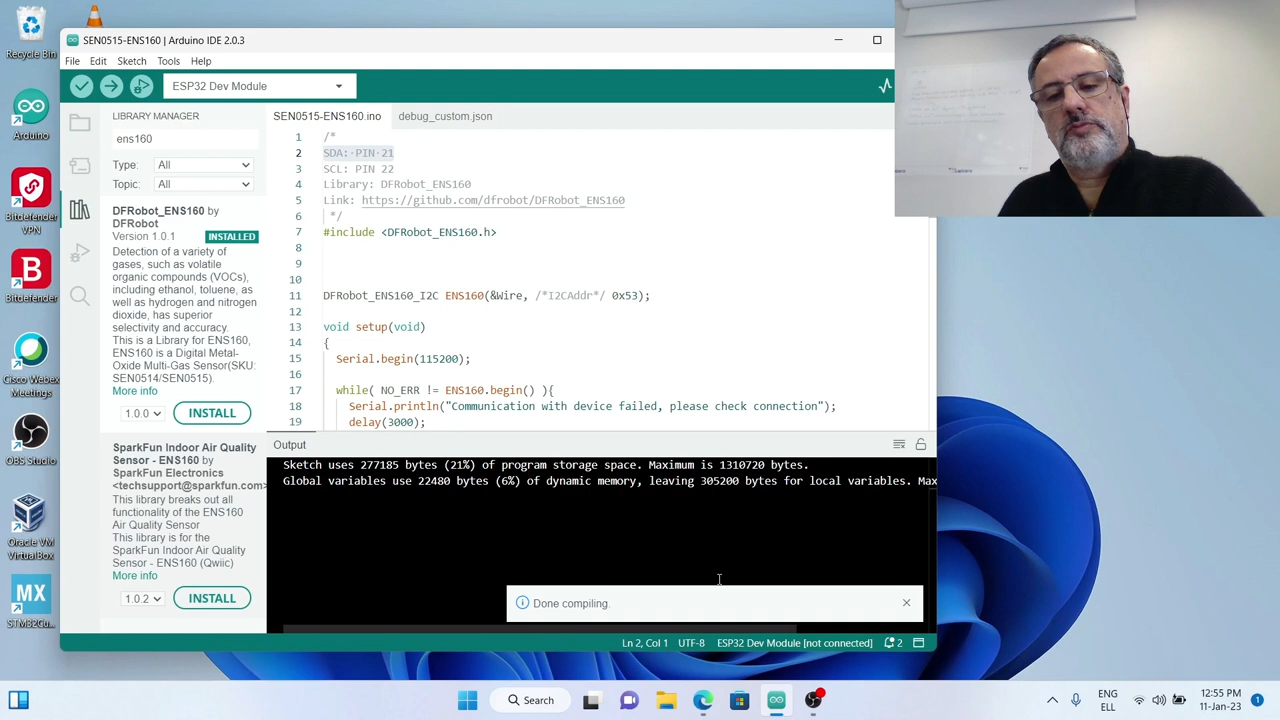 Recycle Bin
Arduino
Bitdefender
VPN
Bitdefender
Cisco Webex
Meetings
OBS Studio
Oracle VM
VirtualBox
MX
STM32Cu...
SEN0515-ENS160 | Arduino IDE 2.0.3
File Edit Sketch Tools Help
ESP32 Dev Module
LIBRARY MANAGER
ens160
Type: All
Topic: All
DFRobot_ENS160 by
DFRobot
Version 1.0.1 INSTALLED
Detection of a variety of
gases, such as volatile
organic compounds (VOCs),
including ethanol, toluene, as
well as hydrogen and nitrogen
dioxide, has superior
selectivity and accuracy.
This is a Library for ENS160,
ENS160 is a Digital Metal-
Oxide Multi-Gas Sensor(SKU:
SEN0514/SEN0515).
More info
1.0.0 INSTALL
SparkFun Indoor Air Quality
Sensor - ENS160 by
SparkFun Electronics
<techsupport@sparkfun.com>
This library breaks out all
functionality of the ENS160
Air Quality Sensor
This library is for the
SparkFun Indoor Air Quality
Sensor - ENS160 (Qwiic)
More info
1.0.2 INSTALL
SEN0515-ENS160.ino debug_custom.json
1 /*
2 SDA: PIN 21
3 SCL: PIN 22
4 Library: DFRobot_ENS160
5 Link: https://github.com/dfrobot/DFRobot_ENS160
6 */
7 #include <DFRobot_ENS160.h>
8
9
10
11 DFRobot_ENS160_I2C ENS160(&Wire, /*I2CAddr*/ 0x53);
12
13 void setup(void)
14 {
15 Serial.begin(115200);
16
17 while( NO_ERR != ENS160.begin() ){
18 Serial.println("Communication with device failed, please check connection");
19 delay(3000);
Output
Sketch uses 277185 bytes (21%) of program storage space. Maximum is 1310720 bytes.
Global variables use 22480 bytes (6%) of dynamic memory, leaving 305200 bytes for local variables. Max
Done compiling.
Ln 2, Col 1 UTF-8 ESP32 Dev Module [not connected] 2
Search
ENG
ELL
12:55 PM
11-Jan-23
1